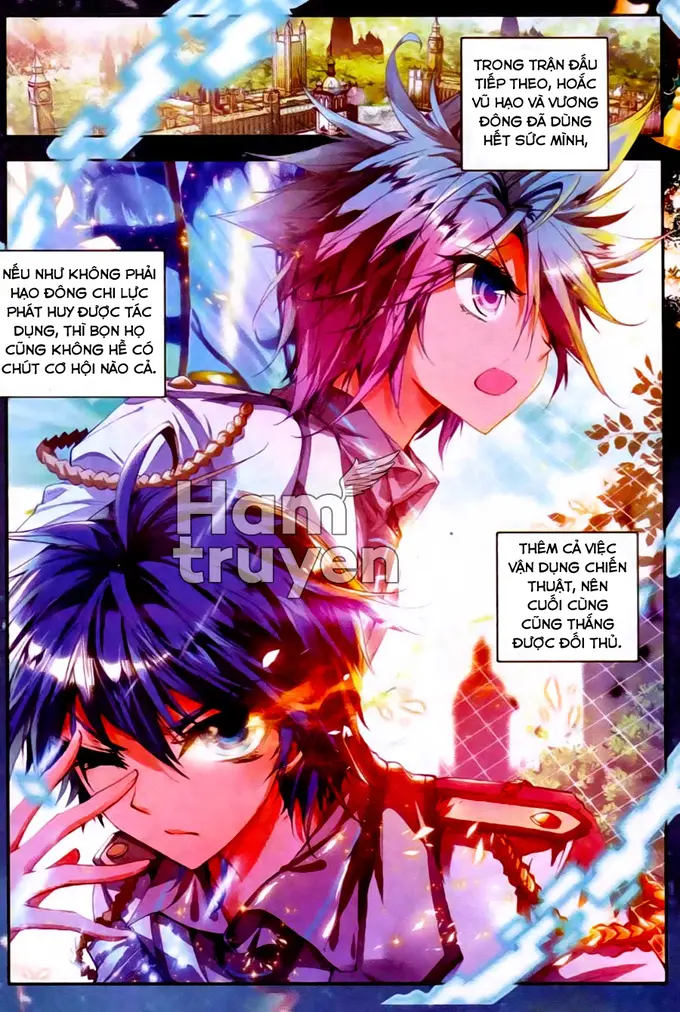 TRONG TRẬN ĐẤU
TIẾP THEO, HOẮC
VŨ HẠO VÀ VƯƠNG
ĐÔNG ĐÃ DÙNG
HẾT SỨC MÌNH,
NẾU NHƯ KHÔNG PHẢI
HẠO ĐÔNG CHI LỰC
PHÁT HUY ĐƯỢC TÁC
DỤNG, THÌ BỌN HỌ
CŨNG KHÔNG HỀ CÓ
CHÚT CƠ HỘI NÀO CẢ.
Ham
truyen
THÊM CẢ VIỆC
VẬN DỤNG CHIẾN
THUẬT, NÊN
CUỐI CÙNG
CŨNG THẮNG
ĐƯỢC ĐỐI THỦ.